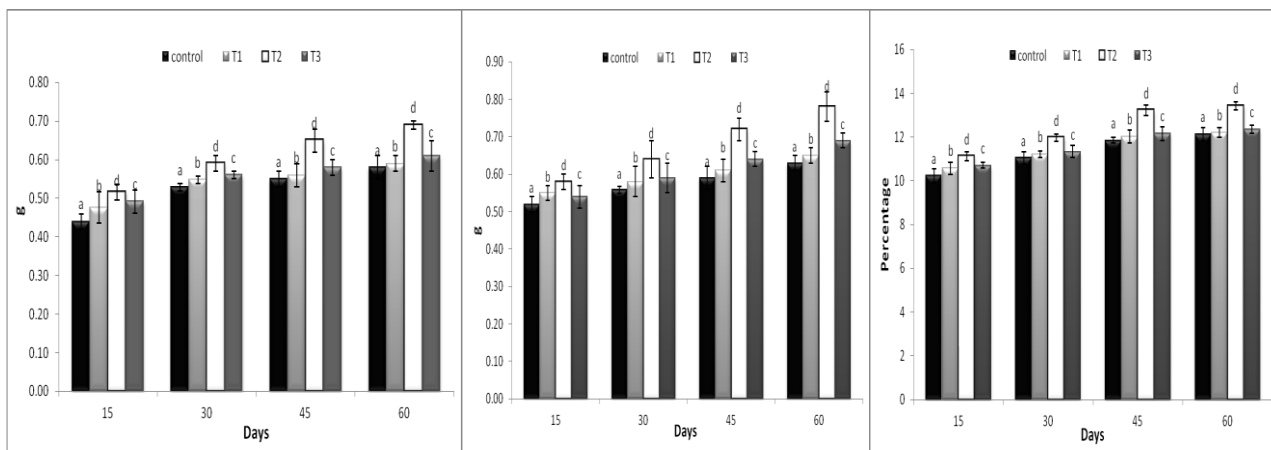 control T1 T2 T3
0.80
0.70
0.60
0.50
0.40
0.30
0.20
0.10
0.00
g
a b d c
a b d c
a b d c
a b d c
15 30 45 60
Days
control T1 T2 T3
0.90
0.80
0.70
0.60
0.50
0.40
0.30
0.20
0.10
0.00
g
a b d c
a b d c
a b d c
a b d c
15 30 45 60
Days
control T1 T2 T3
16
14
12
10
8
6
4
2
0
Percentage
a b d c
a b d c
a b d c
a b d c
15 30 45 60
Days